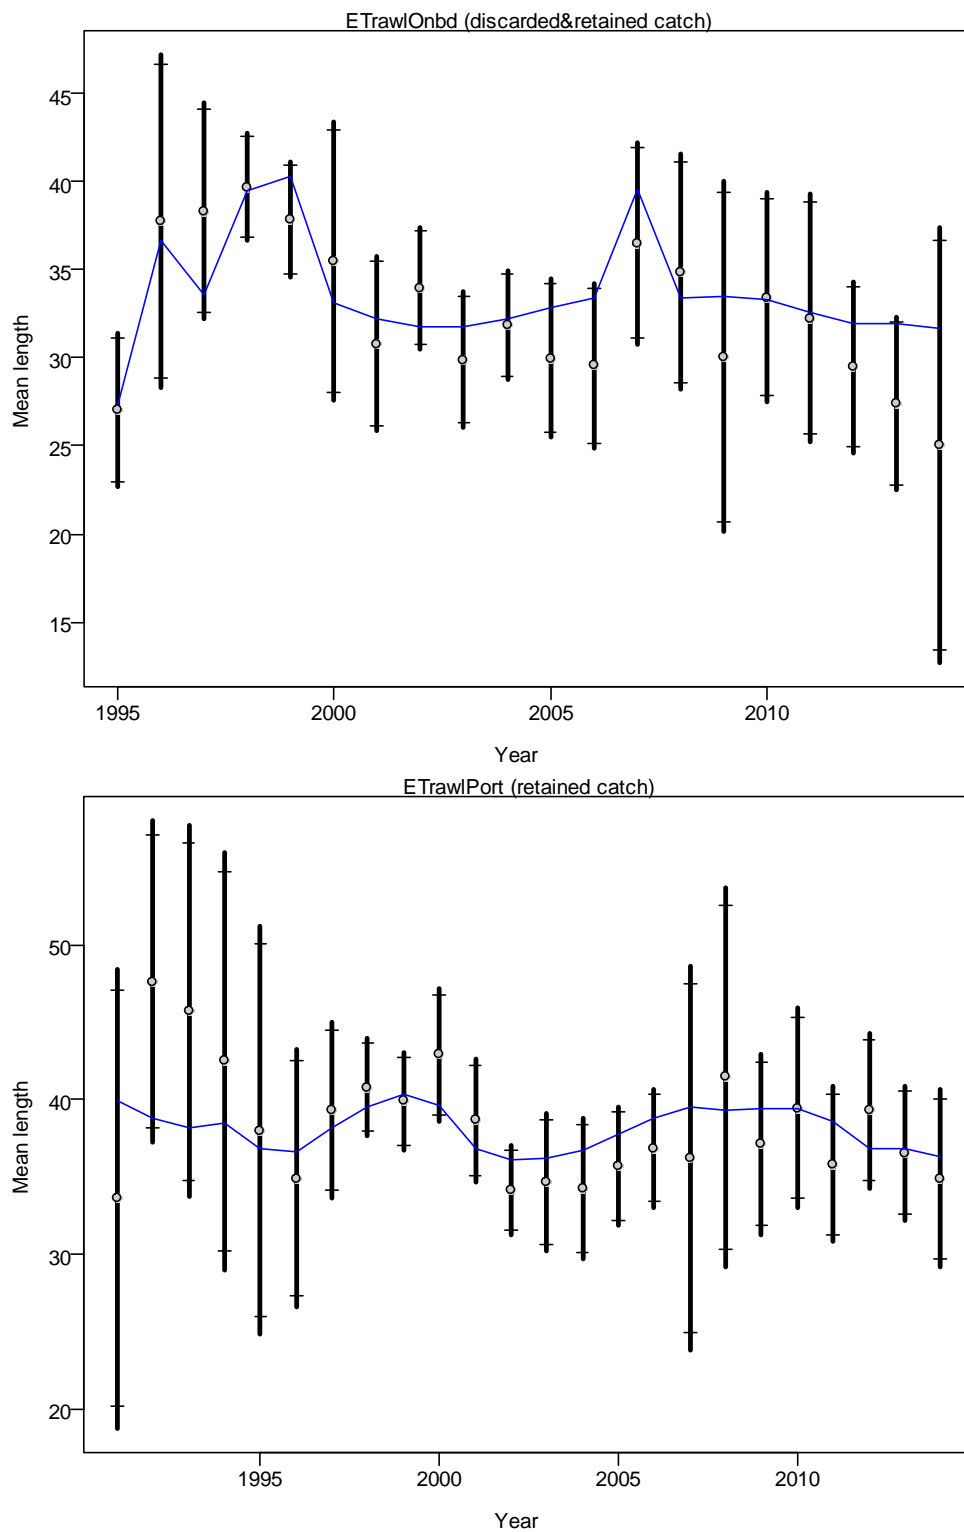 ETrawlOnbd (discarded&retained catch)
45
40
35
30
25
20
15
Mean length
1995 2000 2005 2010
Year
ETrawlPort (retained catch)
50
40
30
20
Mean length
1995 2000 2005 2010
Year